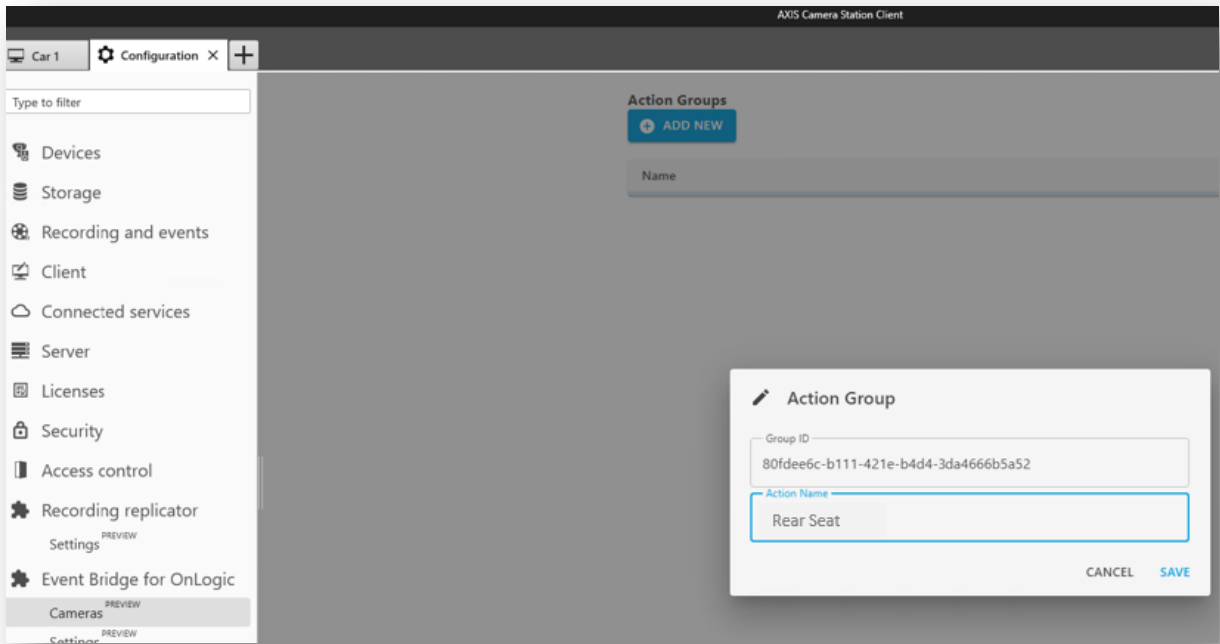 AXIS Camera Station Client
Car 1
Configuration
Type to filter
Devices
Storage
Recording and events
Client
Connected services
Server
Licenses
Security
Access control
Recording replicator
Settings PREVIEW
Event Bridge for OnLogic
Cameras PREVIEW
Settings PREVIEW
Action Groups
ADD NEW
Name
Action Group
Group ID
80fdee6c-b111-421e-b4d4-3da4666b5a52
Action Name
Rear Seat
CANCEL SAVE